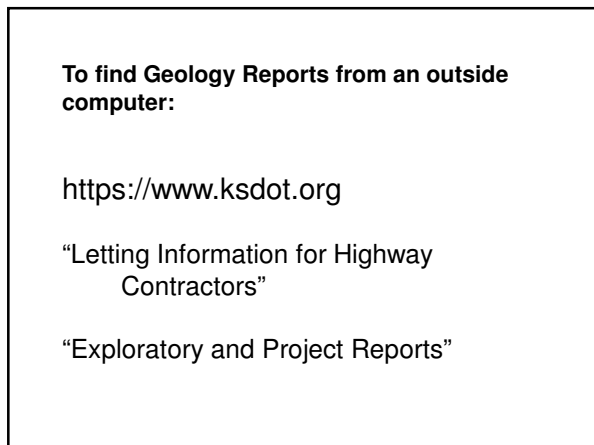 To find Geology Reports from an outside
computer:
https://www.ksdot.org
“Letting Information for Highway
Contractors”
“Exploratory and Project Reports”